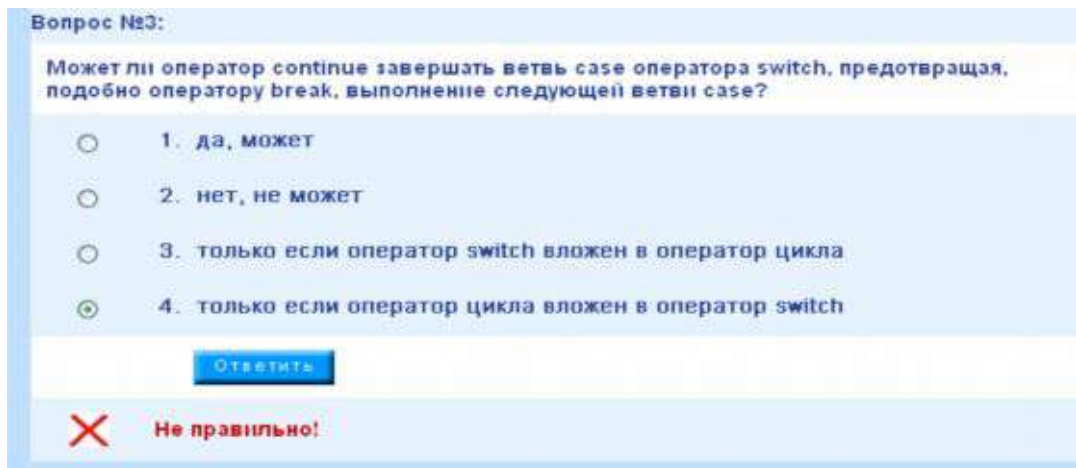 Вопрос №3:
Может ли оператор continue завершать ветвь case оператора switch, предотвращая,
подобно оператору break, выполнение следующей ветви case?
1. да, может
2. нет, не может
3. только если оператор switch вложен в оператор цикла
4. только если оператор цикла вложен в оператор switch
Ответить
Не правильно!